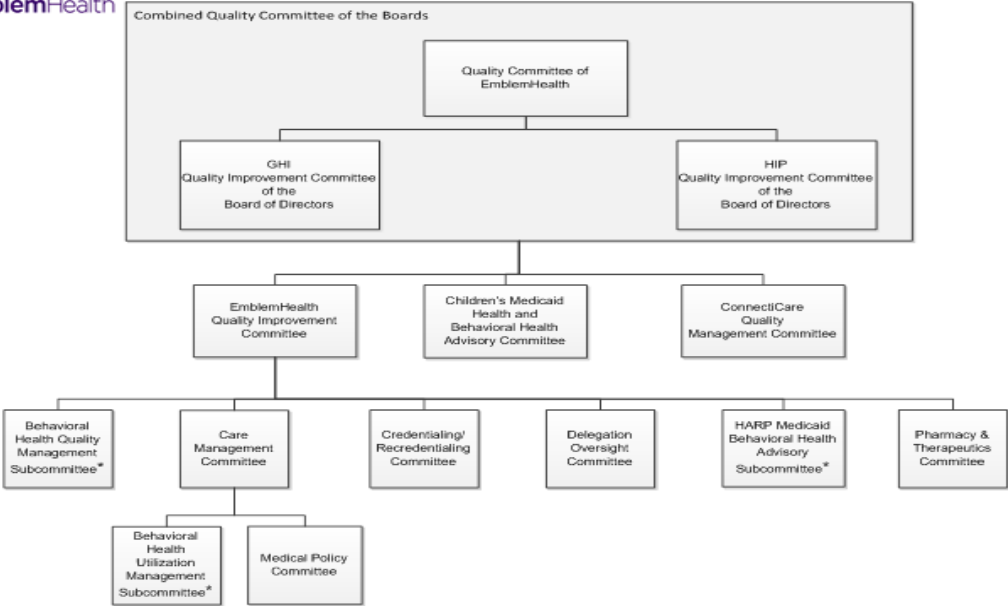 blemHealth
Combined Quality Committee of the Boards
Quality Committee of
EmblemHealth
GHI
Quality Improvement Committee
of the
Board of Directors
HIP
Quality Improvement Committee
of the
Board of Directors
EmblemHealth
Quality Improvement
Committee
Children's Medicaid
Health and
Behavioral Health
Advisory Committee
ConnectiCare
Quality
Management Committee
Behavioral
Health Quality
Management
Subcommittee*
Care
Management
Committee
Credentialing/
Recredentialing
Committee
Delegation
Oversight
Committee
HARP Medicaid
Behavioral Health
Advisory
Subcommittee*
Pharmacy &
Therapeutics
Committee
Behavioral
Health
Utilization
Management
Subcommittee*
Medical Policy
Committee